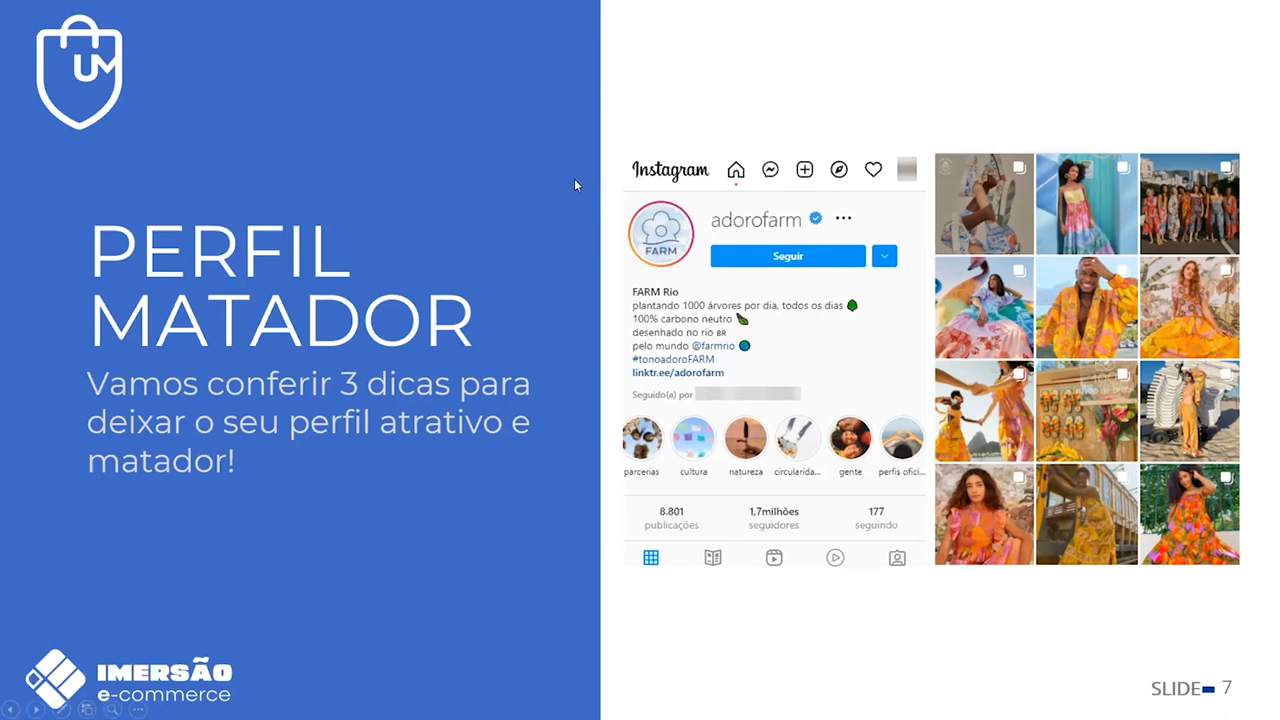 UM
PERFIL
MATADOR
Vamos conferir 3 dicas para
deixar o seu perfil atrativo e
matador!
IMERSÃO
e-commerce
Instagram
adorofarm
Seguir
FARM
FARM Rio
plantando 1000 árvores por dia, todos os dias
100% carbono neutro
desenhado no rio BR
pelo mundo @farmrio
#tonoadoroFARM
linktr.ee/adorofarm
Seguido(a) por
parcerias cultura natureza circularida... gente perfis ofici...
8.801 1,7milhões 177
publicações seguidores seguindo
SLIDE 7